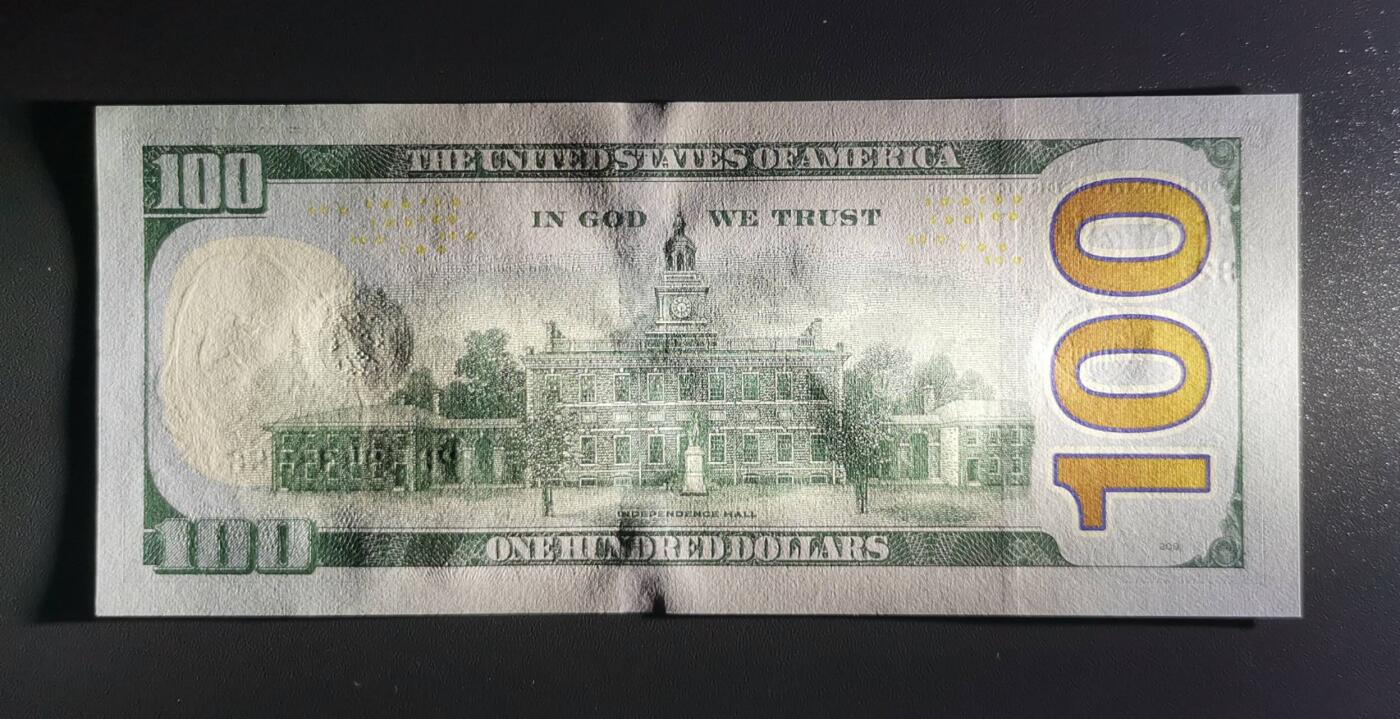 100
THE UNITED STATES OF AMERICA
IN GOD WE TRUST
100
INDEPENDENCE HALL
100
ONE HUNDRED DOLLARS